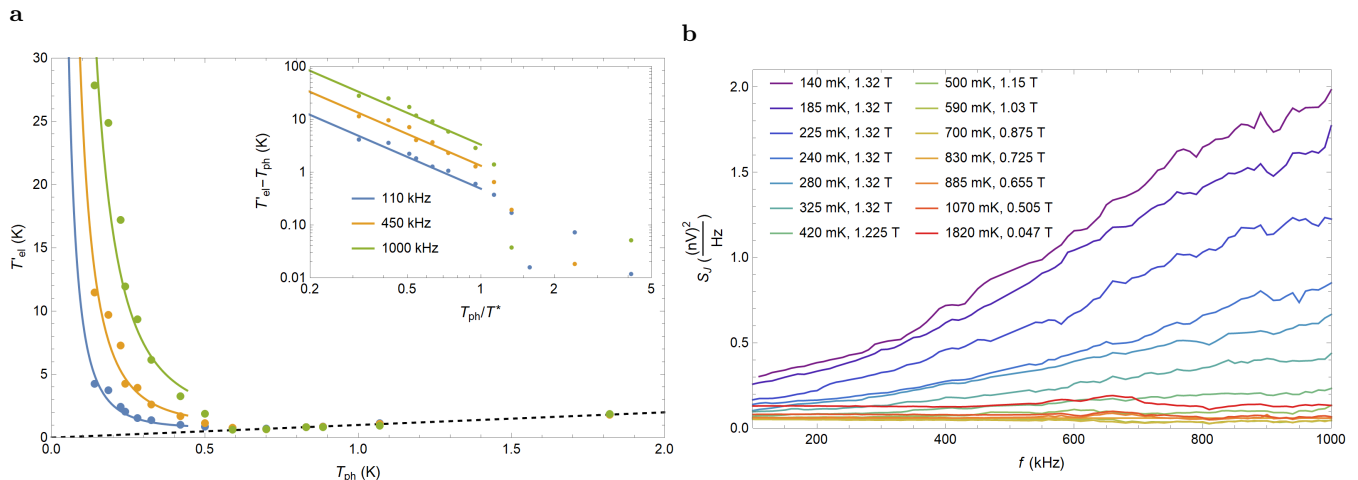 a
30
25
20
15
10
5
0
T'el (K)
0.0 0.5 1.0 1.5 2.0
Tph (K)
100
10
1
0.10
0.01
T'el-Tph (K)
0.2 0.5 1 2 5
Tph/T*
110 kHz
450 kHz
1000 kHz
b
2.0
1.5
1.0
0.5
0.0
SJ ( (nV)² / Hz )
200 400 600 800 1000
f (kHz)
140 mK, 1.32 T
185 mK, 1.32 T
225 mK, 1.32 T
240 mK, 1.32 T
280 mK, 1.32 T
325 mK, 1.32 T
420 mK, 1.225 T
500 mK, 1.15 T
590 mK, 1.03 T
700 mK, 0.875 T
830 mK, 0.725 T
885 mK, 0.655 T
1070 mK, 0.505 T
1820 mK, 0.047 T